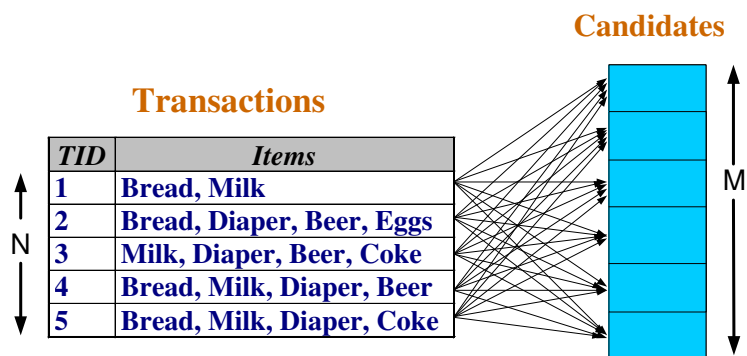 Candidates
Transactions
TID Items
1 Bread, Milk
2 Bread, Diaper, Beer, Eggs
3 Milk, Diaper, Beer, Coke
4 Bread, Milk, Diaper, Beer
5 Bread, Milk, Diaper, Coke
N
M